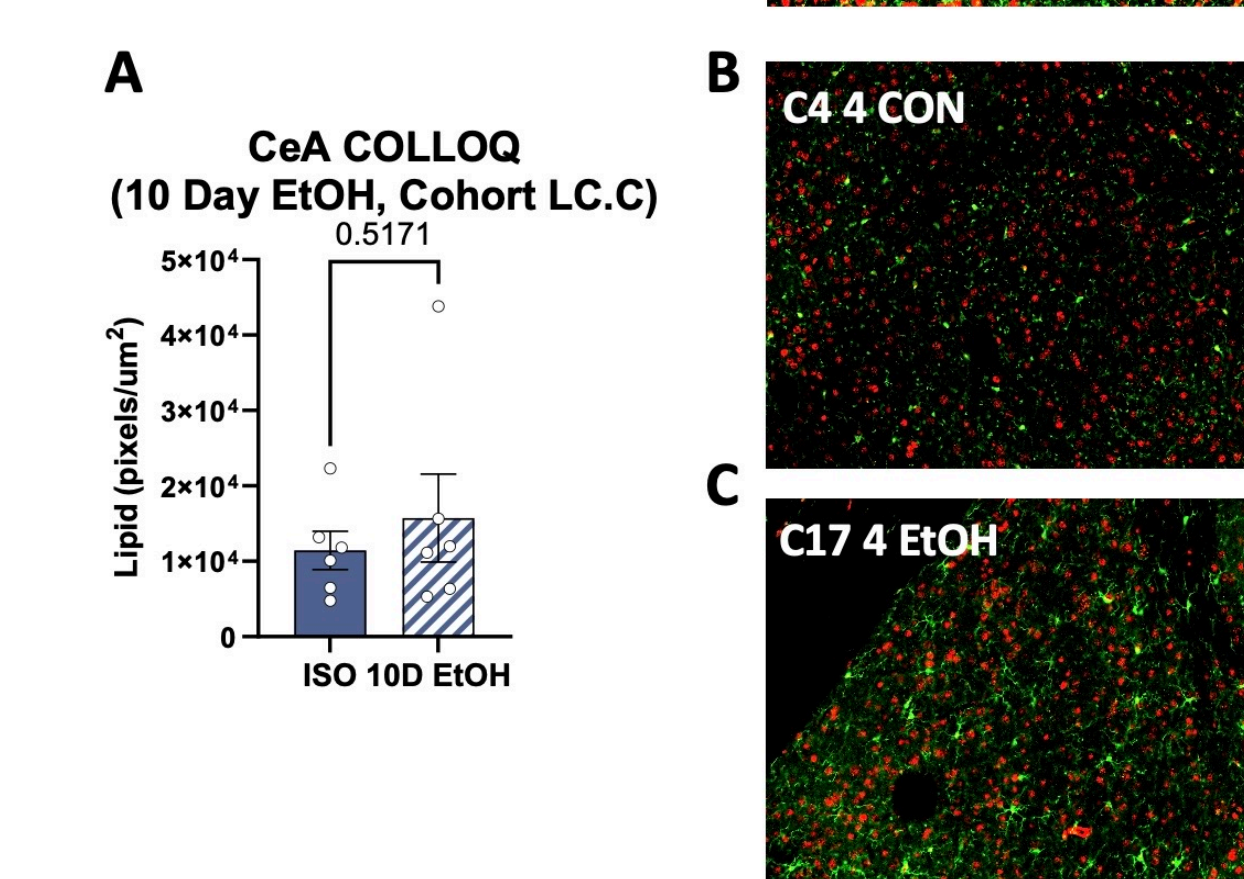 A
CeA COLLOQ
(10 Day EtOH, Cohort LC.C)
0.5171
5×10⁴
4×10⁴
3×10⁴
2×10⁴
1×10⁴
0
Lipid (pixels/um²)
ISO 10D EtOH
B
C4 4 CON
C
C17 4 EtOH